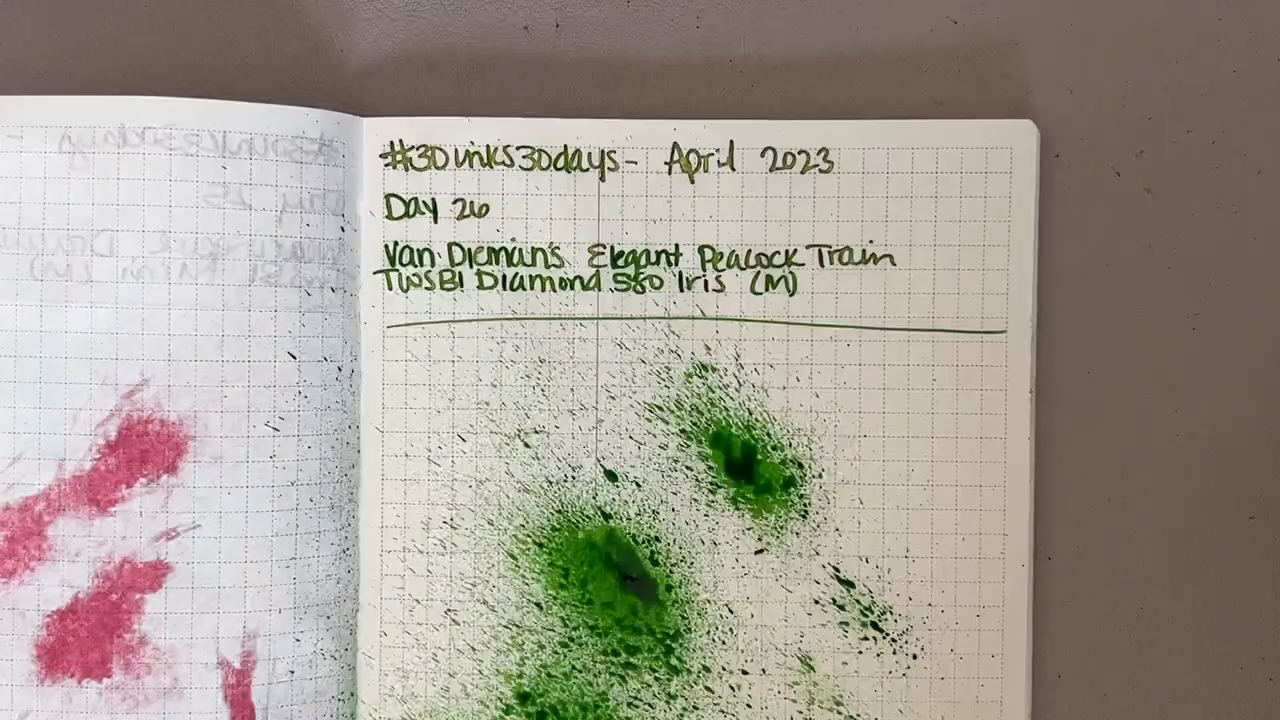 #30inks30days - April 2023
Day 26
Van Dieman's Elegant Peacock Train
TWSBI Diamond 580 Iris (M)